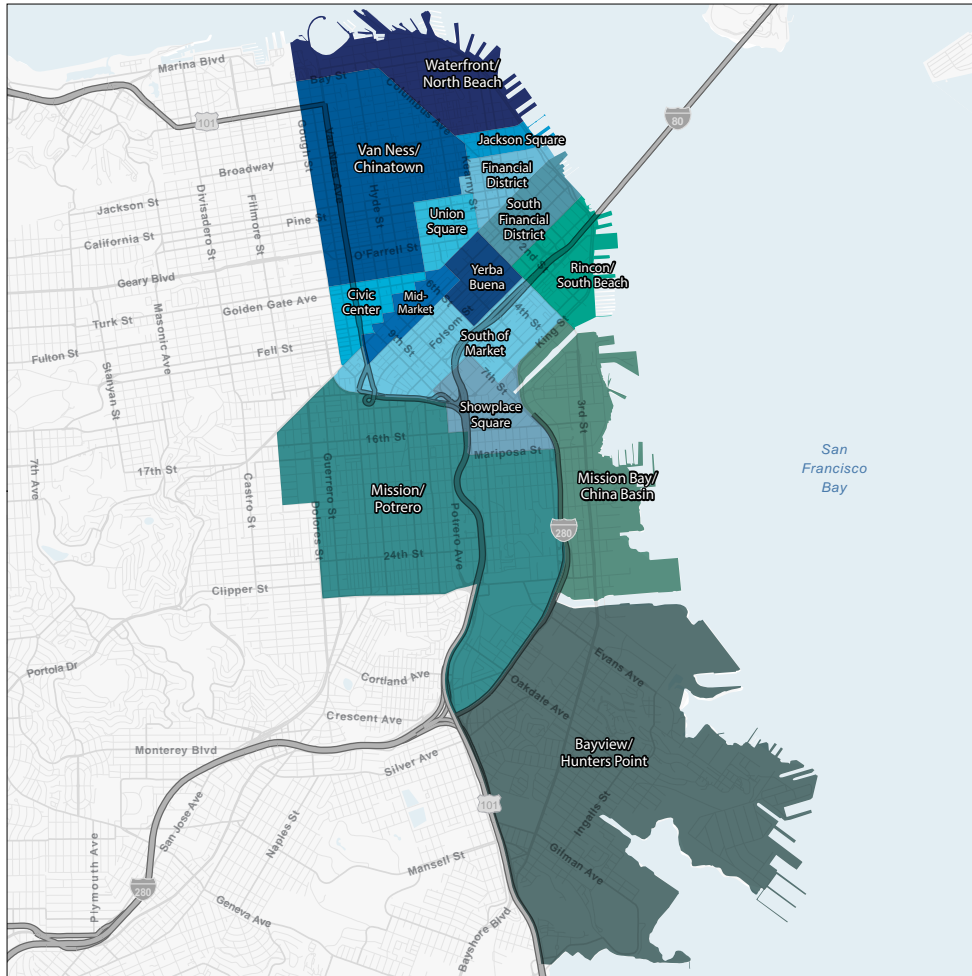 Marina Blvd
Bay St
Waterfront/
North Beach
Columbus Ave
80
101
Gough St
Van Ness Ave
Van Ness/
Chinatown
Jackson Square
Broadway
Kearny St
Financial
District
Hyde St
Jackson St
Divisadero St
Fillmore St
Pine St
Union
Square
South
Financial
District
California St
O'Farrell St
2nd St
Geary Blvd
Yerba
Buena
Rincon/
South Beach
Civic
Center
Mid-
Market
6th St
Golden Gate Ave
Masonic Ave
Turk St
Folsom St
4th St
King St
9th St
South of
Market
Fulton St
Fell St
Stanyan St
7th St
Showplace
Square
3rd St
16th St
Mariposa St
San
Francisco
Bay
7th Ave
17th St
Castro St
Guerrero St
Dolores St
Mission/
Potrero
Potrero Ave
Mission Bay/
China Basin
280
24th St
Clipper St
Evans Ave
Portola Dr
Cortland Ave
Oakdale Ave
Crescent Ave
Monterey Blvd
Silver Ave
Bayview/
Hunters Point
San Jose Ave
Naples St
101
Ingalls St
Plymouth Ave
Mansell St
Gilman Ave
280
Geneva Ave
Bayshore Blvd